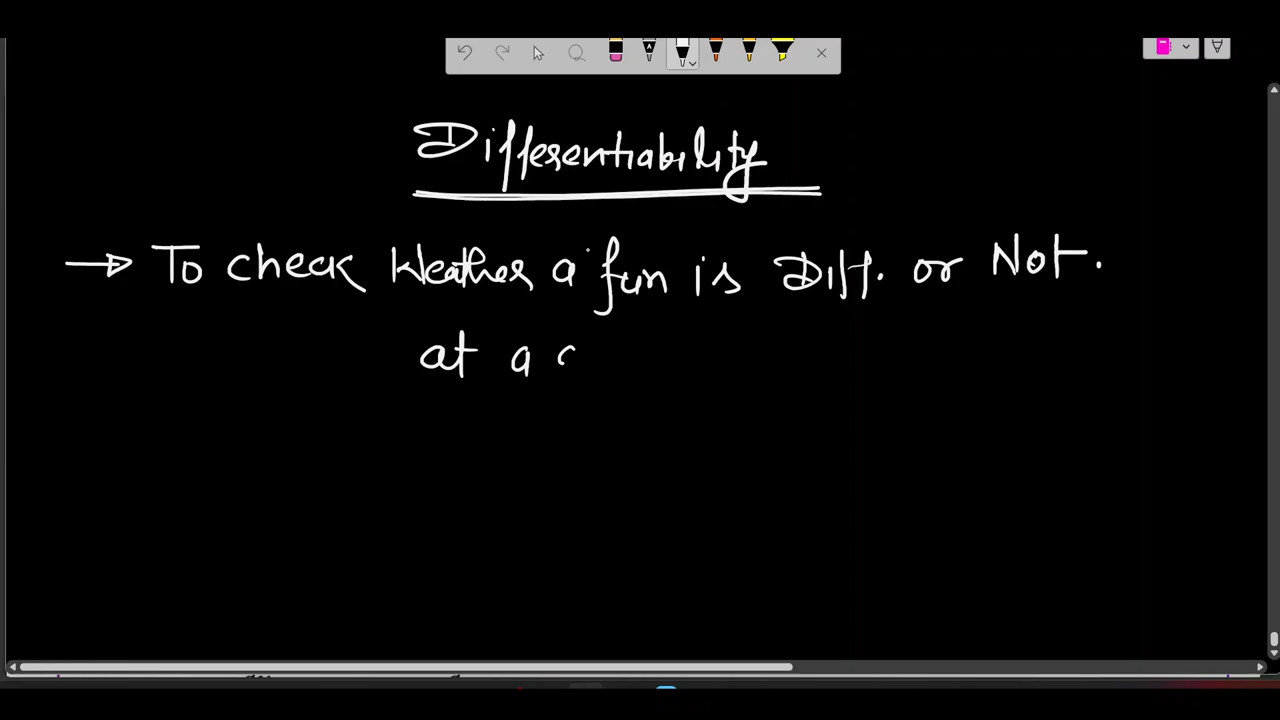 Differentiability
→ To check Weather a fun is Diff. or Not.
at a c